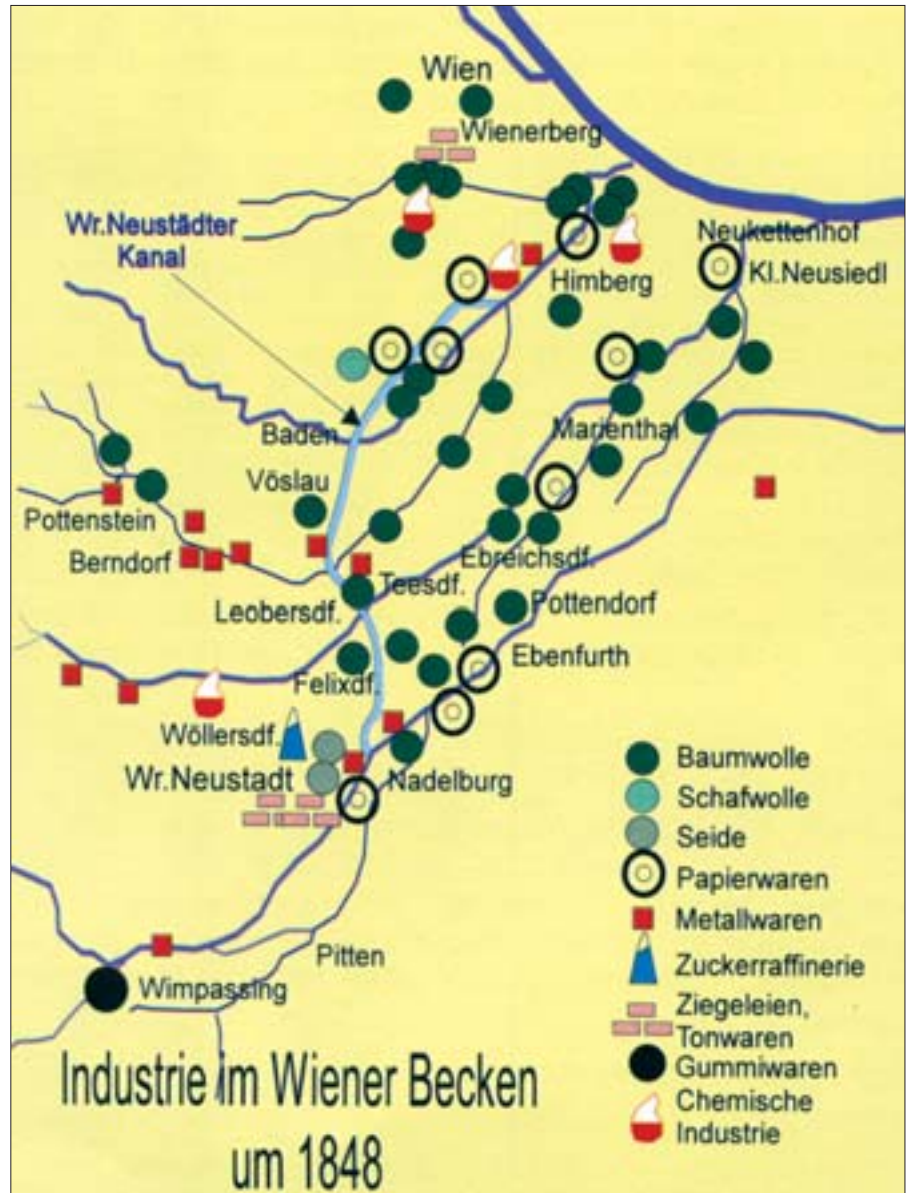 Wien
Wienerberg
Wr.Neustädter
Kanal
Neukettenhof
Himberg
Kl.Neusiedl
Baden
Marienthal
Vöslau
Pottenstein
Berndorf
Ebreichsdf.
Teesdf.
Leobersdf.
Pottendorf
Ebenfurth
Felixdf.
Wöllersdf.
Wr.Neustadt
Nadelburg
Pitten
Wimpassing
Baumwolle
Schafwolle
Seide
Papierwaren
Metallwaren
Zuckerraffinerie
Ziegeleien,
Tonwaren
Gummiwaren
Chemische
Industrie
Industrie im Wiener Becken
um 1848